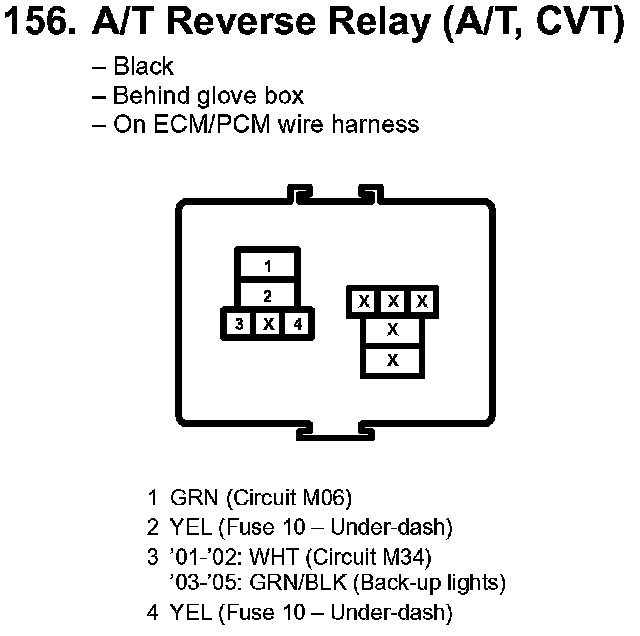 156. A/T Reverse Relay (A/T, CVT)
– Black
– Behind glove box
– On ECM/PCM wire harness
1
2
3 X 4
X X X
X
X
1 GRN (Circuit M06)
2 YEL (Fuse 10 – Under-dash)
3 ’01-’02: WHT (Circuit M34)
’03-’05: GRN/BLK (Back-up lights)
4 YEL (Fuse 10 – Under-dash)